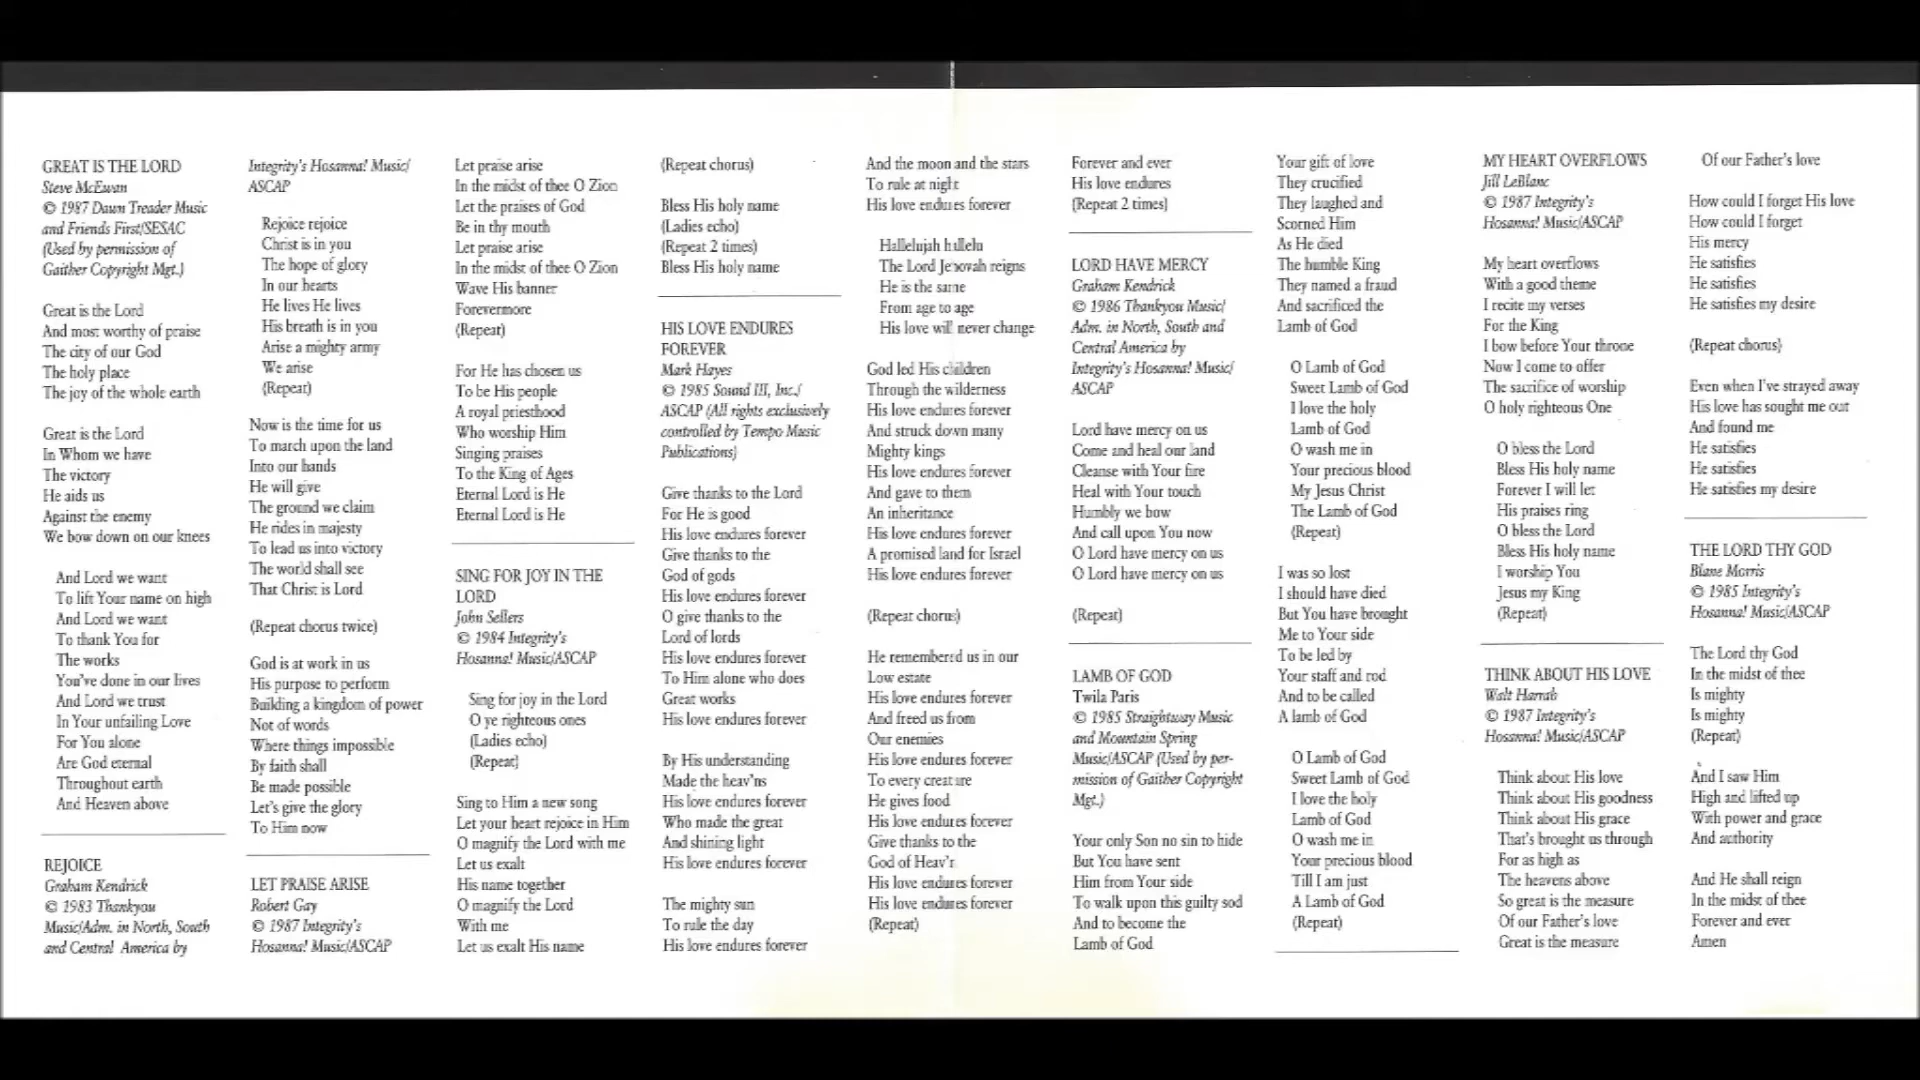 GREAT IS THE LORD
Steve McEwan
© 1987 Dawn Treader Music
and Friends First/SESAC
(Used by permission of
Gaither Copyright Mgt.)
Great is the Lord
And most worthy of praise
The city of our God
The holy place
The joy of the whole earth
Great is the Lord
In Whom we have
The victory
He aids us
Against the enemy
We bow down on our knees
And Lord we want
To lift Your name on high
And Lord we want
To thank You for
The works
You've done in our lives
And Lord we trust
In Your unfailing Love
For You alone
Are God eternal
Throughout earth
And Heaven above
REJOICE
Graham Kendrick
© 1983 Thankyou
Music/Adm. in North, South
and Central America by
Integrity's Hosanna! Music/
ASCAP
Rejoice rejoice
Christ is in you
The hope of glory
In our hearts
He lives He lives
His breath is in you
Arise a mighty army
We arise
(Repeat)
Now is the time for us
To march upon the land
Into our hands
He will give
The ground we claim
He rides in majesty
To lead us into victory
The world shall see
That Christ is Lord
(Repeat chorus twice)
God is at work in us
His purpose to perform
Building a kingdom of power
Not of words
Where things impossible
By faith shall
Be made possible
Let's give the glory
To Him now
LET PRAISE ARISE
Robert Gay
© 1987 Integrity's
Hosanna! Music/ASCAP
Let praise arise
In the midst of thee O Zion
Let the praises of God
Be in thy mouth
Let praise arise
In the midst of thee O Zion
Wave His banner
Forevermore
(Repeat)
For He has chosen us
To be His people
A royal priesthood
Who worship Him
Singing praises
To the King of Ages
Eternal Lord is He
Eternal Lord is He
SING FOR JOY IN THE
LORD
John Sellers
© 1984 Integrity's
Hosanna! Music/ASCAP
Sing for joy in the Lord
O ye righteous ones
(Ladies echo)
(Repeat)
Sing to Him a new song
Let your heart rejoice in Him
O magnify the Lord with me
Let us exalt
His name together
O magnify the Lord
With me
Let us exalt His name
(Repeat chorus)
Bless His holy name
(Ladies echo)
(Repeat 2 times)
Bless His holy name
HIS LOVE ENDURES
FOREVER
Mark Hayes
© 1985 Sound III, Inc./
ASCAP (All rights exclusively
controlled by Tempo Music
Publications)
Give thanks to the Lord
For He is good
His love endures forever
Give thanks to the
God of gods
His love endures forever
O give thanks to the
Lord of lords
His love endures forever
To Him alone who does
Great works
His love endures forever
By His understanding
Made the heav'ns
His love endures forever
Who made the great
And shining light
His love endures forever
The mighty sun
To rule the day
His love endures forever
And the moon and the stars
To rule at night
His love endures forever
Hallelujah hallelu
The Lord Jehovah reigns
He is the same
From age to age
His love will never change
God led His children
Through the wilderness
His love endures forever
And struck down many
Mighty kings
His love endures forever
And gave to them
An inheritance
His love endures forever
A promised land for Israel
His love endures forever
(Repeat chorus)
He remembered us in our
Low estate
His love endures forever
And freed us from
Our enemies
His love endures forever
To every creature
He gives food
His love endures forever
Give thanks to the
God of Heav'n
His love endures forever
His love endures forever
(Repeat)
Forever and ever
His love endures
(Repeat 2 times)
LORD HAVE MERCY
Graham Kendrick
© 1986 Thankyou Music/
Adm. in North, South and
Central America by
Integrity's Hosanna! Music/
ASCAP
Lord have mercy on us
Come and heal our land
Cleanse with Your fire
Heal with Your touch
Humbly we bow
And call upon You now
O Lord have mercy on us
O Lord have mercy on us
(Repeat)
LAMB OF GOD
Twila Paris
© 1985 Straightway Music
and Mountain Spring
Music/ASCAP (Used by per-
mission of Gaither Copyright
Mgt.)
Your only Son no sin to hide
But You have sent
Him from Your side
To walk upon this guilty sod
And to become the
Lamb of God
Your gift of love
They crucified
They laughed and
Scorned Him
As He died
The humble King
They named a fraud
And sacrificed the
Lamb of God
O Lamb of God
Sweet Lamb of God
I love the holy
Lamb of God
O wash me in
Your precious blood
My Jesus Christ
The Lamb of God
(Repeat)
I was so lost
I should have died
But You have brought
Me to Your side
To be led by
Your staff and rod
And to be called
A lamb of God
O Lamb of God
Sweet Lamb of God
I love the holy
Lamb of God
O wash me in
Your precious blood
Till I am just
A Lamb of God
(Repeat)
MY HEART OVERFLOWS
Jill LeBlanc
© 1987 Integrity's
Hosanna! Music/ASCAP
My heart overflows
With a good theme
I recite my verses
For the King
I bow before Your throne
Now I come to offer
The sacrifice of worship
O holy righteous One
O bless the Lord
Bless His holy name
Forever I will let
His praises ring
O bless the Lord
Bless His holy name
I worship You
Jesus my King
(Repeat)
THINK ABOUT HIS LOVE
Walt Harrah
© 1987 Integrity's
Hosanna! Music/ASCAP
Think about His love
Think about His goodness
Think about His grace
That's brought us through
For as high as
The heavens above
So great is the measure
Of our Father's love
Great is the measure
Of our Father's love
How could I forget His love
How could I forget
His mercy
He satisfies
He satisfies
He satisfies my desire
(Repeat chorus)
Even when I've strayed away
His love has sought me out
And found me
He satisfies
He satisfies
He satisfies my desire
THE LORD THY GOD
Blane Morris
© 1985 Integrity's
Hosanna! Music/ASCAP
The Lord thy God
In the midst of thee
Is mighty
Is mighty
(Repeat)
And I saw Him
High and lifted up
With power and grace
And authority
And He shall reign
In the midst of thee
Forever and ever
Amen